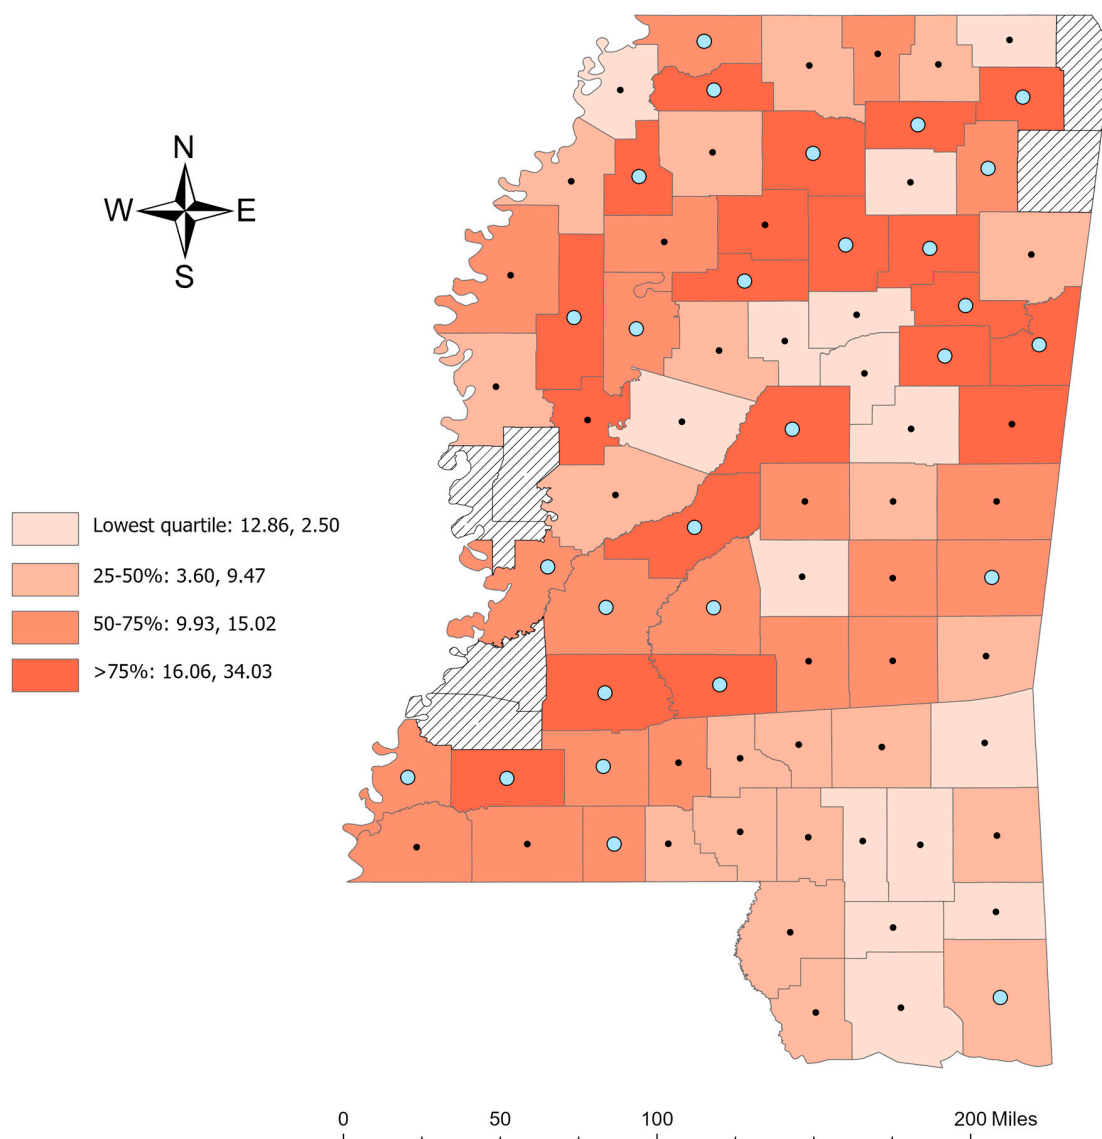 N
W E
S
Lowest quartile: 12.86, 2.50
25-50%: 3.60, 9.47
50-75%: 9.93, 15.02
>75%: 16.06, 34.03
0 50 100 200 Miles